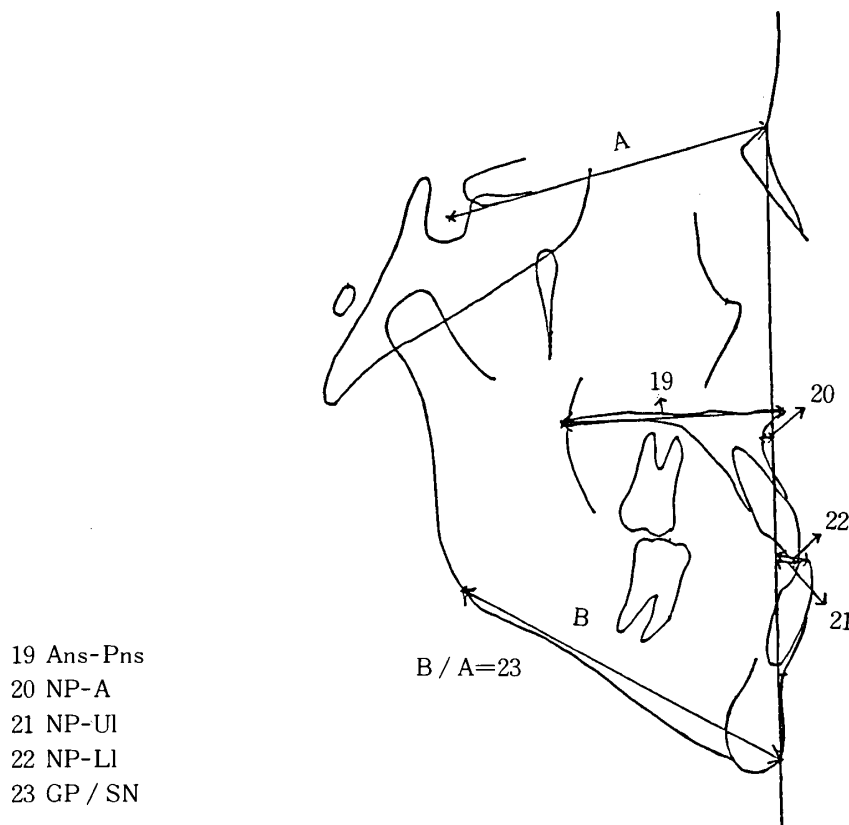 A
19
20
22
B
21
B / A=23
19 Ans-Pns
20 NP-A
21 NP-Ul
22 NP-Ll
23 GP / SN